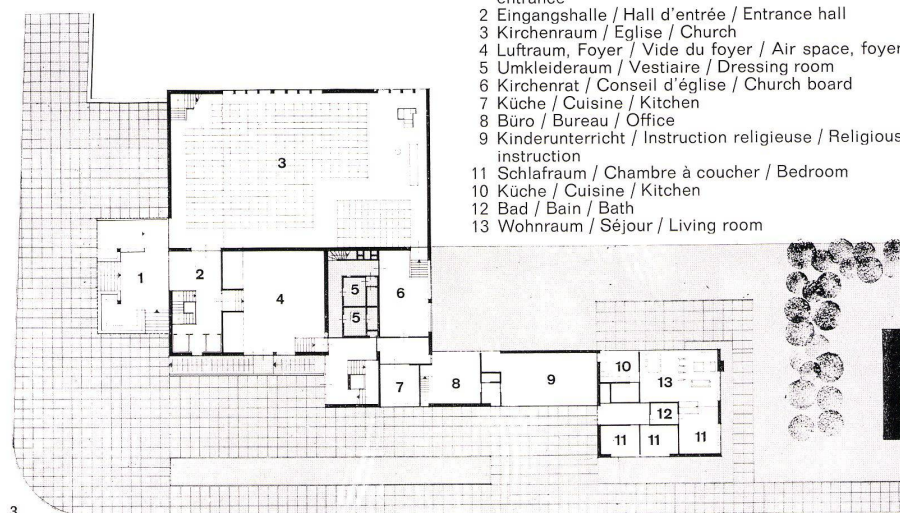 entrance
2 Eingangshalle / Hall d'entrée / Entrance hall
3 Kirchenraum / Eglise / Church
4 Luftraum, Foyer / Vide du foyer / Air space, foyer
5 Umkleideraum / Vestiaire / Dressing room
6 Kirchenrat / Conseil d'église / Church board
7 Küche / Cuisine / Kitchen
8 Büro / Bureau / Office
9 Kinderunterricht / Instruction religieuse / Religious
instruction
11 Schlafraum / Chambre à coucher / Bedroom
10 Küche / Cuisine / Kitchen
12 Bad / Bain / Bath
13 Wohnraum / Séjour / Living room
3
1
2
4
5
5
6
7
8
9
10
13
12
11
11
11
3